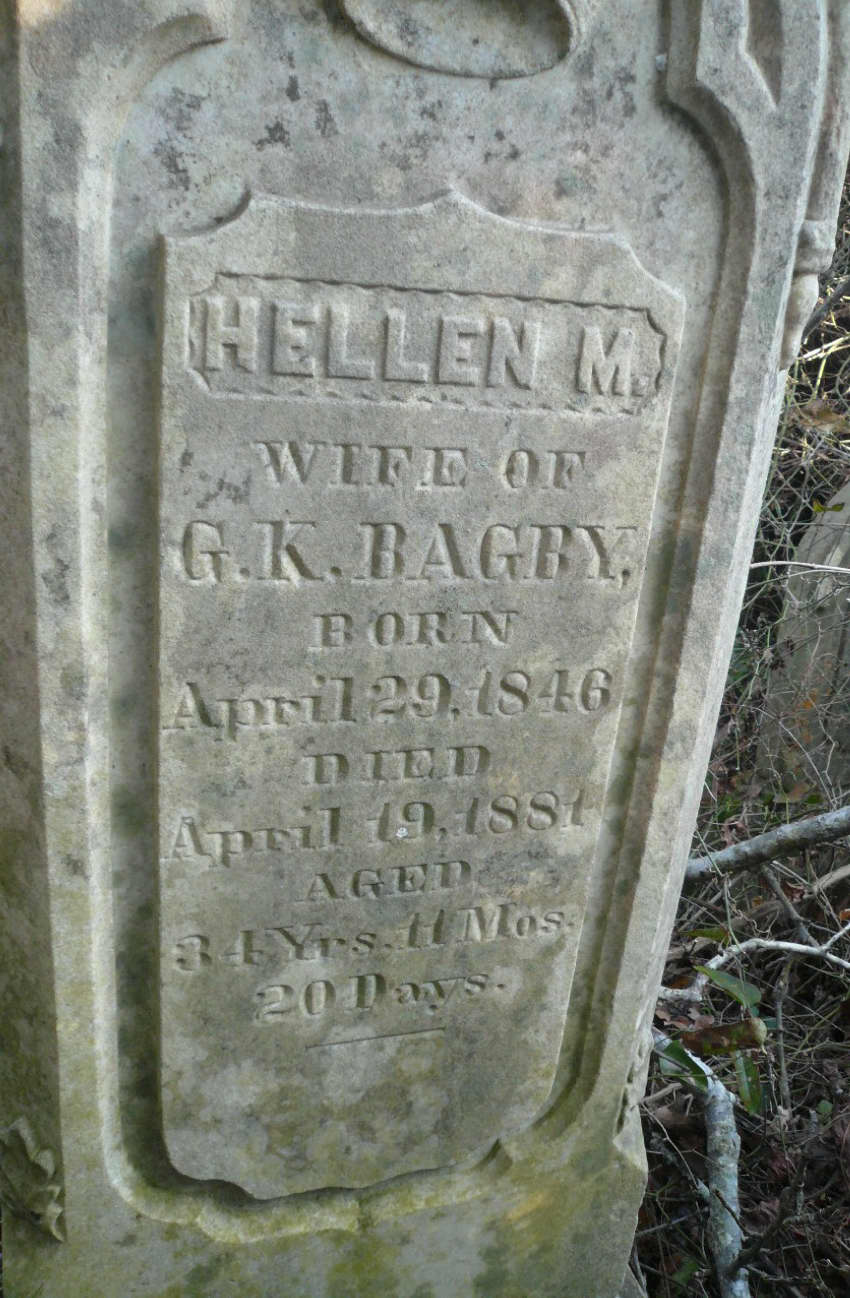 HELLEN M.
WIFE OF
G. K. BAGBY,
BORN
April 29, 1846
DIED
April 19, 1881
AGED
34 Yrs. 11 Mos.
20 Days.